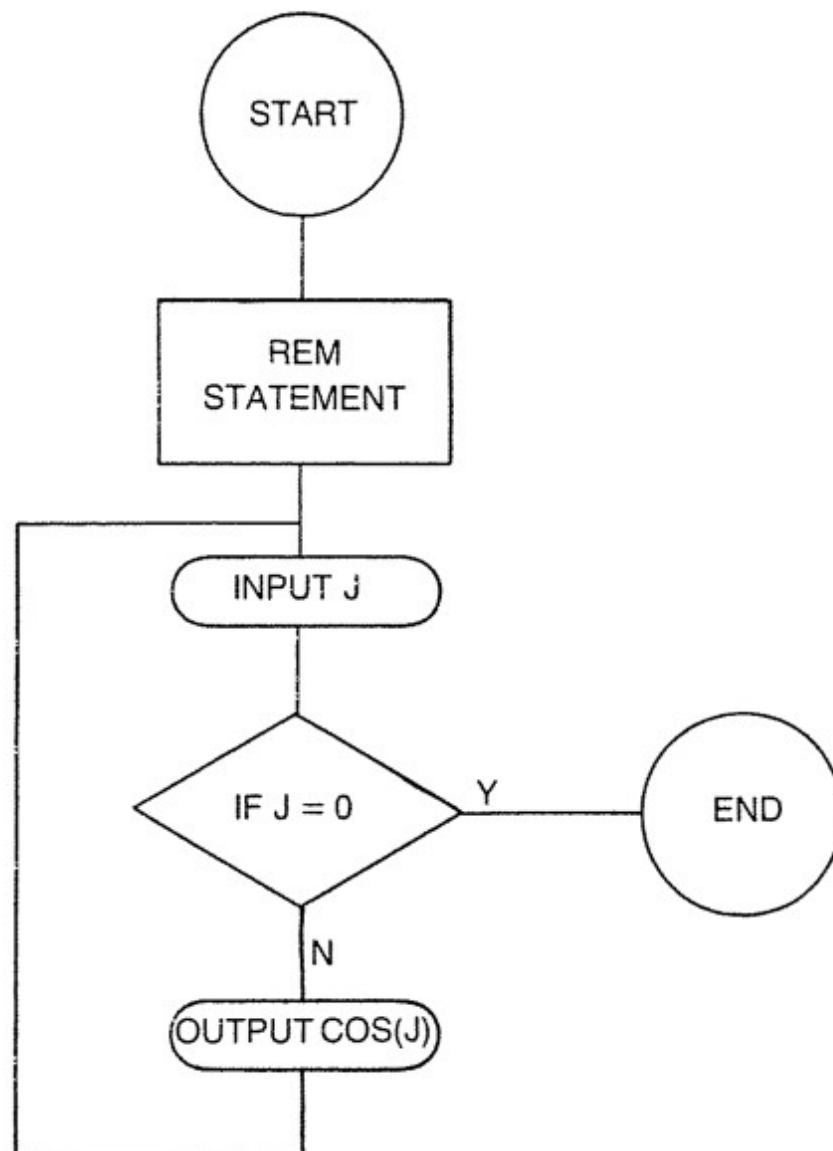 START
REM
STATEMENT
INPUT J
IF J = 0
Y
END
N
OUTPUT COS(J)